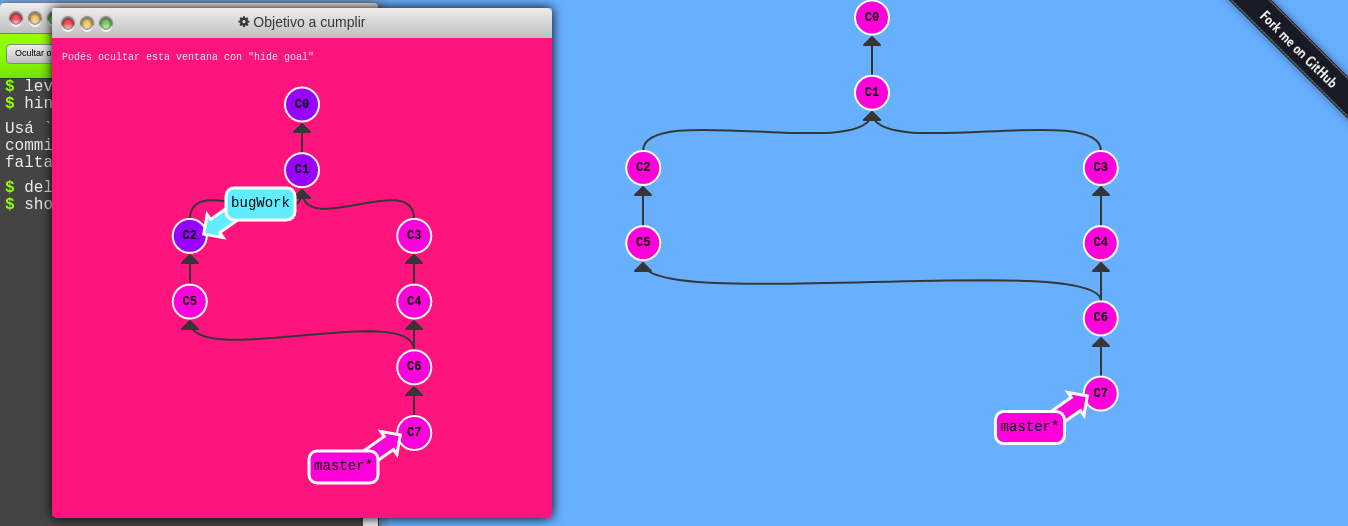 Objetivo a cumplir
Podés ocultar esta ventana con "hide goal"
Ocultar o
$ lev
$ hin
Usá `
commi
falta
$ del
$ sho
C0
C1
bugWork
C2
C3
C5
C4
C6
C7
master*
C0
C1
C2
C3
C5
C4
C6
C7
master*
Fork me on GitHub